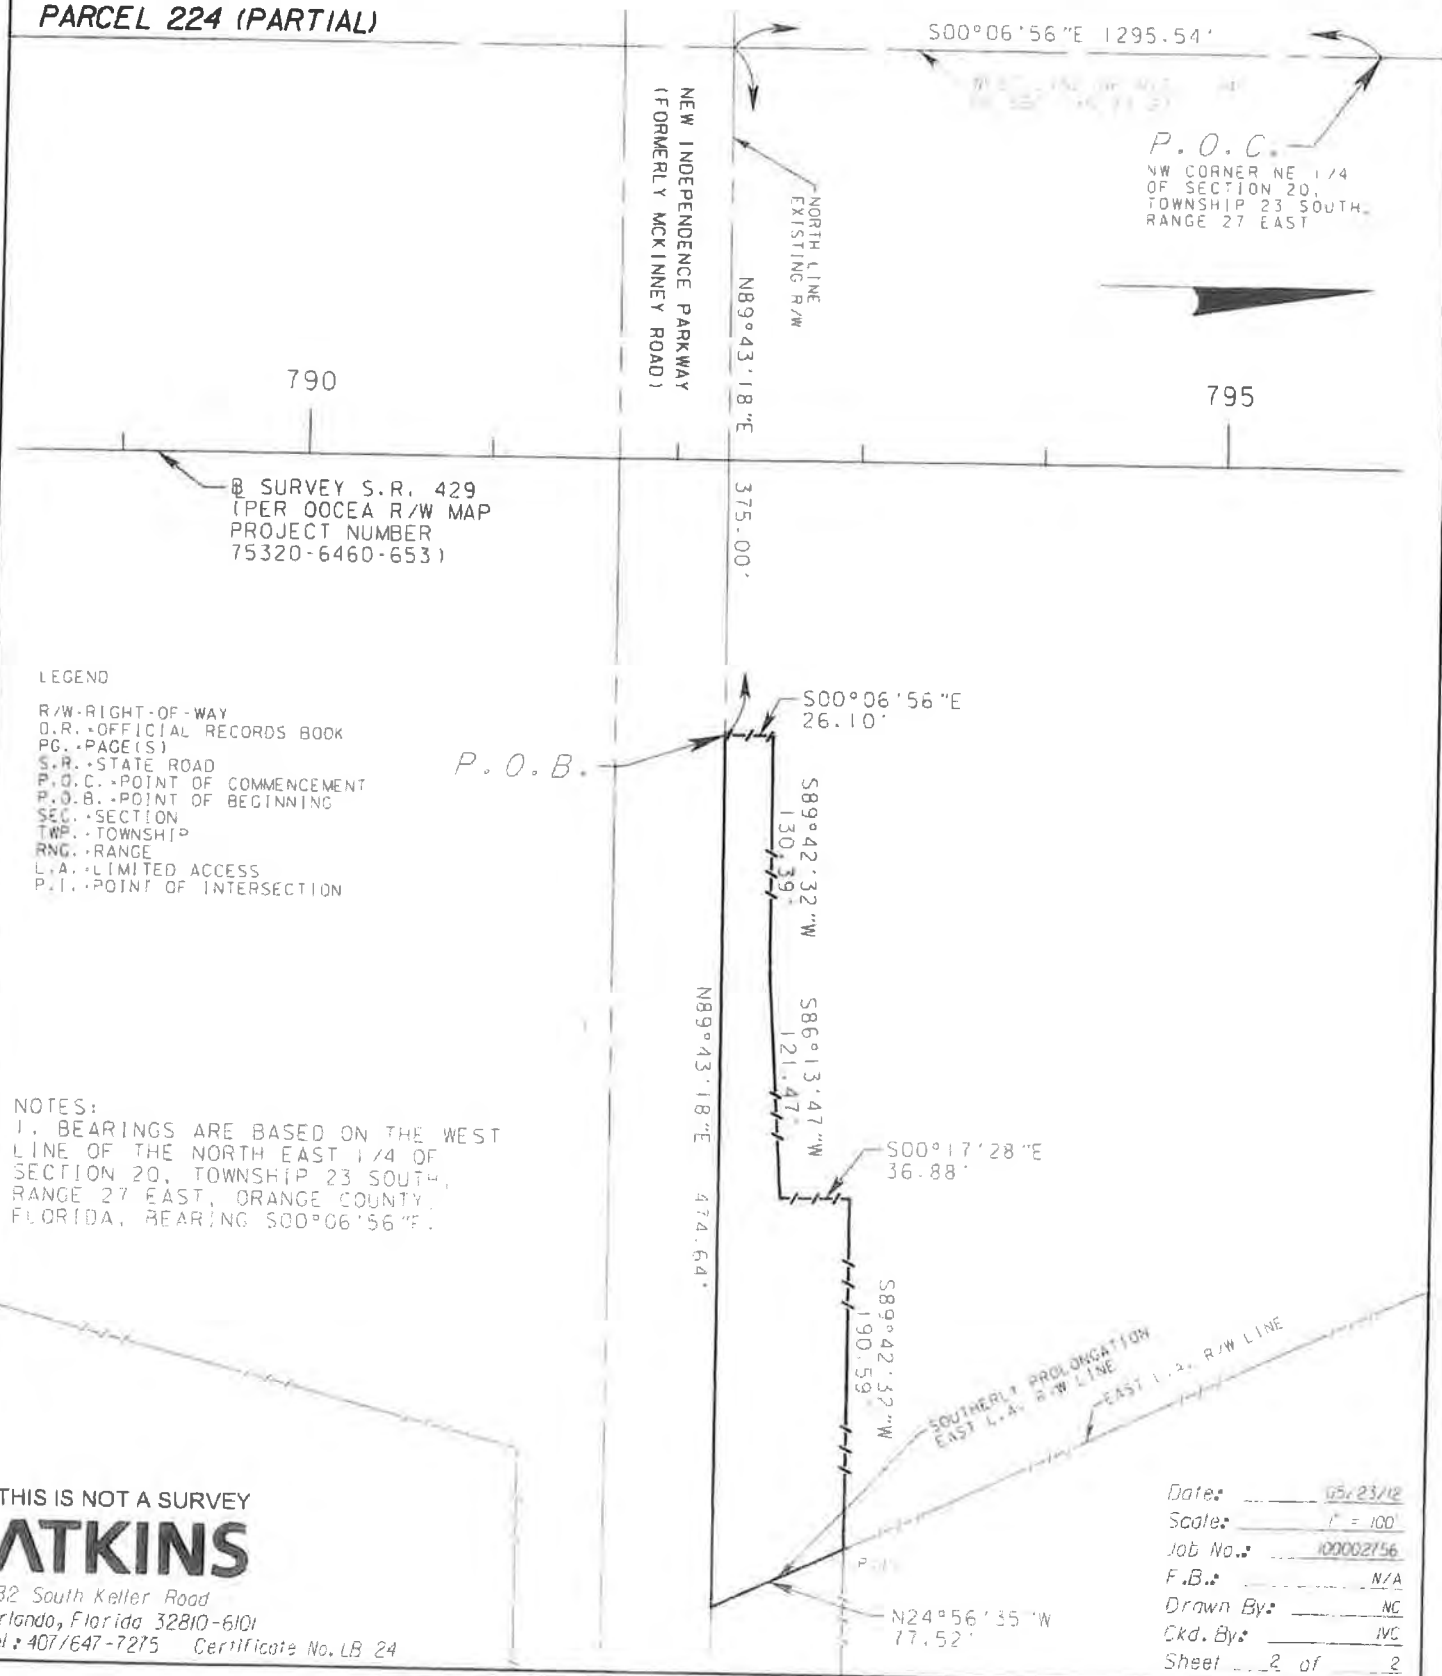 PARCEL 224 (PARTIAL)
S00°06'56"E 1295.54'
P.O.C.
NW CORNER NE 1/4
OF SECTION 20,
TOWNSHIP 23 SOUTH,
RANGE 27 EAST
NEW INDEPENDENCE PARKWAY
(FORMERLY MCKINNEY ROAD)
NORTH LINE
EXISTING R/W
N89°43'18"E 375.00'
790
795
SURVEY S.R. 429
(PER OOCEA R/W MAP
PROJECT NUMBER
75320-6460-653)
LEGEND
R/W-RIGHT-OF-WAY
O.R.-OFFICIAL RECORDS BOOK
PG.-PAGE(S)
S.R.-STATE ROAD
P.O.C.-POINT OF COMMENCEMENT
P.O.B.-POINT OF BEGINNING
SEC.-SECTION
TWP.-TOWNSHIP
RNG.-RANGE
L.A.-LIMITED ACCESS
P.I.-POINT OF INTERSECTION
P.O.B.
S00°06'56"E
26.10'
S89°42'32"W
130.39'
S86°13'47"W
121.47'
N89°43'18"E 474.64'
S00°17'28"E
36.88'
NOTES:
1. BEARINGS ARE BASED ON THE WEST
LINE OF THE NORTH EAST 1/4 OF
SECTION 20, TOWNSHIP 23 SOUTH,
RANGE 27 EAST, ORANGE COUNTY,
FLORIDA, BEARING S00°06'56"E.
S89°42'32"W
190.59'
SOUTHERLY PROLONGATION
EAST L.A. R/W LINE
EAST L.A. R/W LINE
P.I.
N24°56'35"W
77.52'
THIS IS NOT A SURVEY
ATKINS
82 South Keller Road
rlando, Florida 32810-6101
l: 407/647-7275 Certificate No. LB 24
Date: 05/23/12
Scale: 1" = 100'
Job No.: 100002756
F.B.: N/A
Drawn By: NC
Ckd. By: IVC
Sheet 2 of 2